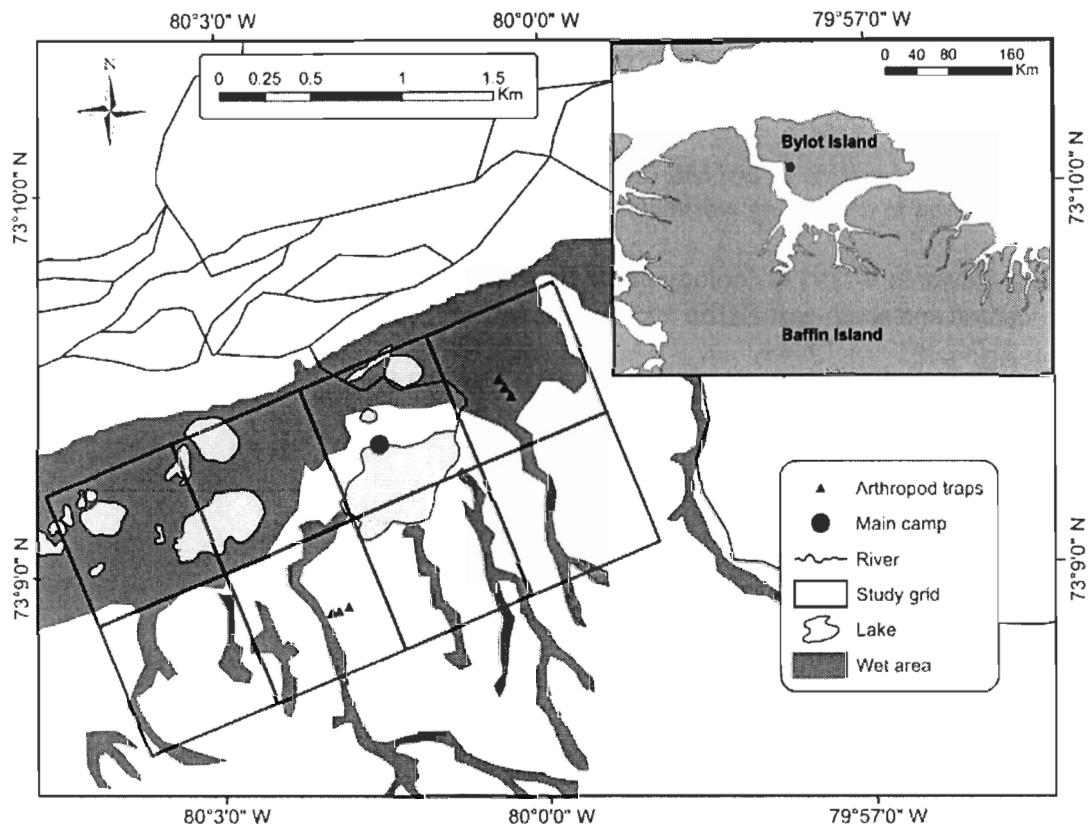 80°3'0" W
80°0'0" W
79°57'0" W
N
0 0.25 0.5 1 1.5
Km
0 40 80 160
Km
Bylot Island
Baffin Island
73°10'0" N
73°10'0" N
73°9'0" N
73°9'0" N
Arthropod traps
Main camp
River
Study grid
Lake
Wet area
80°3'0" W
80°0'0" W
79°57'0" W